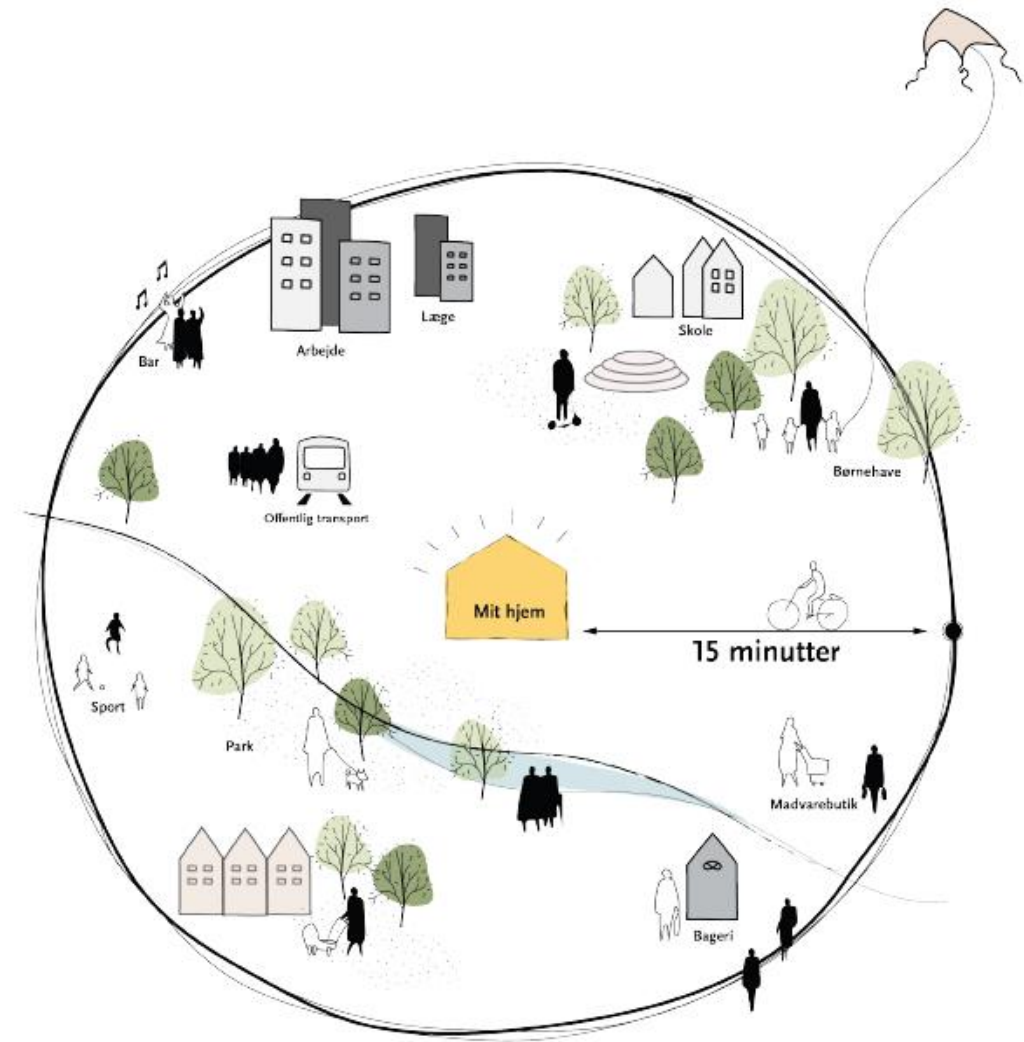 Læge
Skole
Arbejde
Bar
Børnehave
Offentlig transport
Mit hjem
15 minutter
Sport
Park
Madvarebutik
Bageri